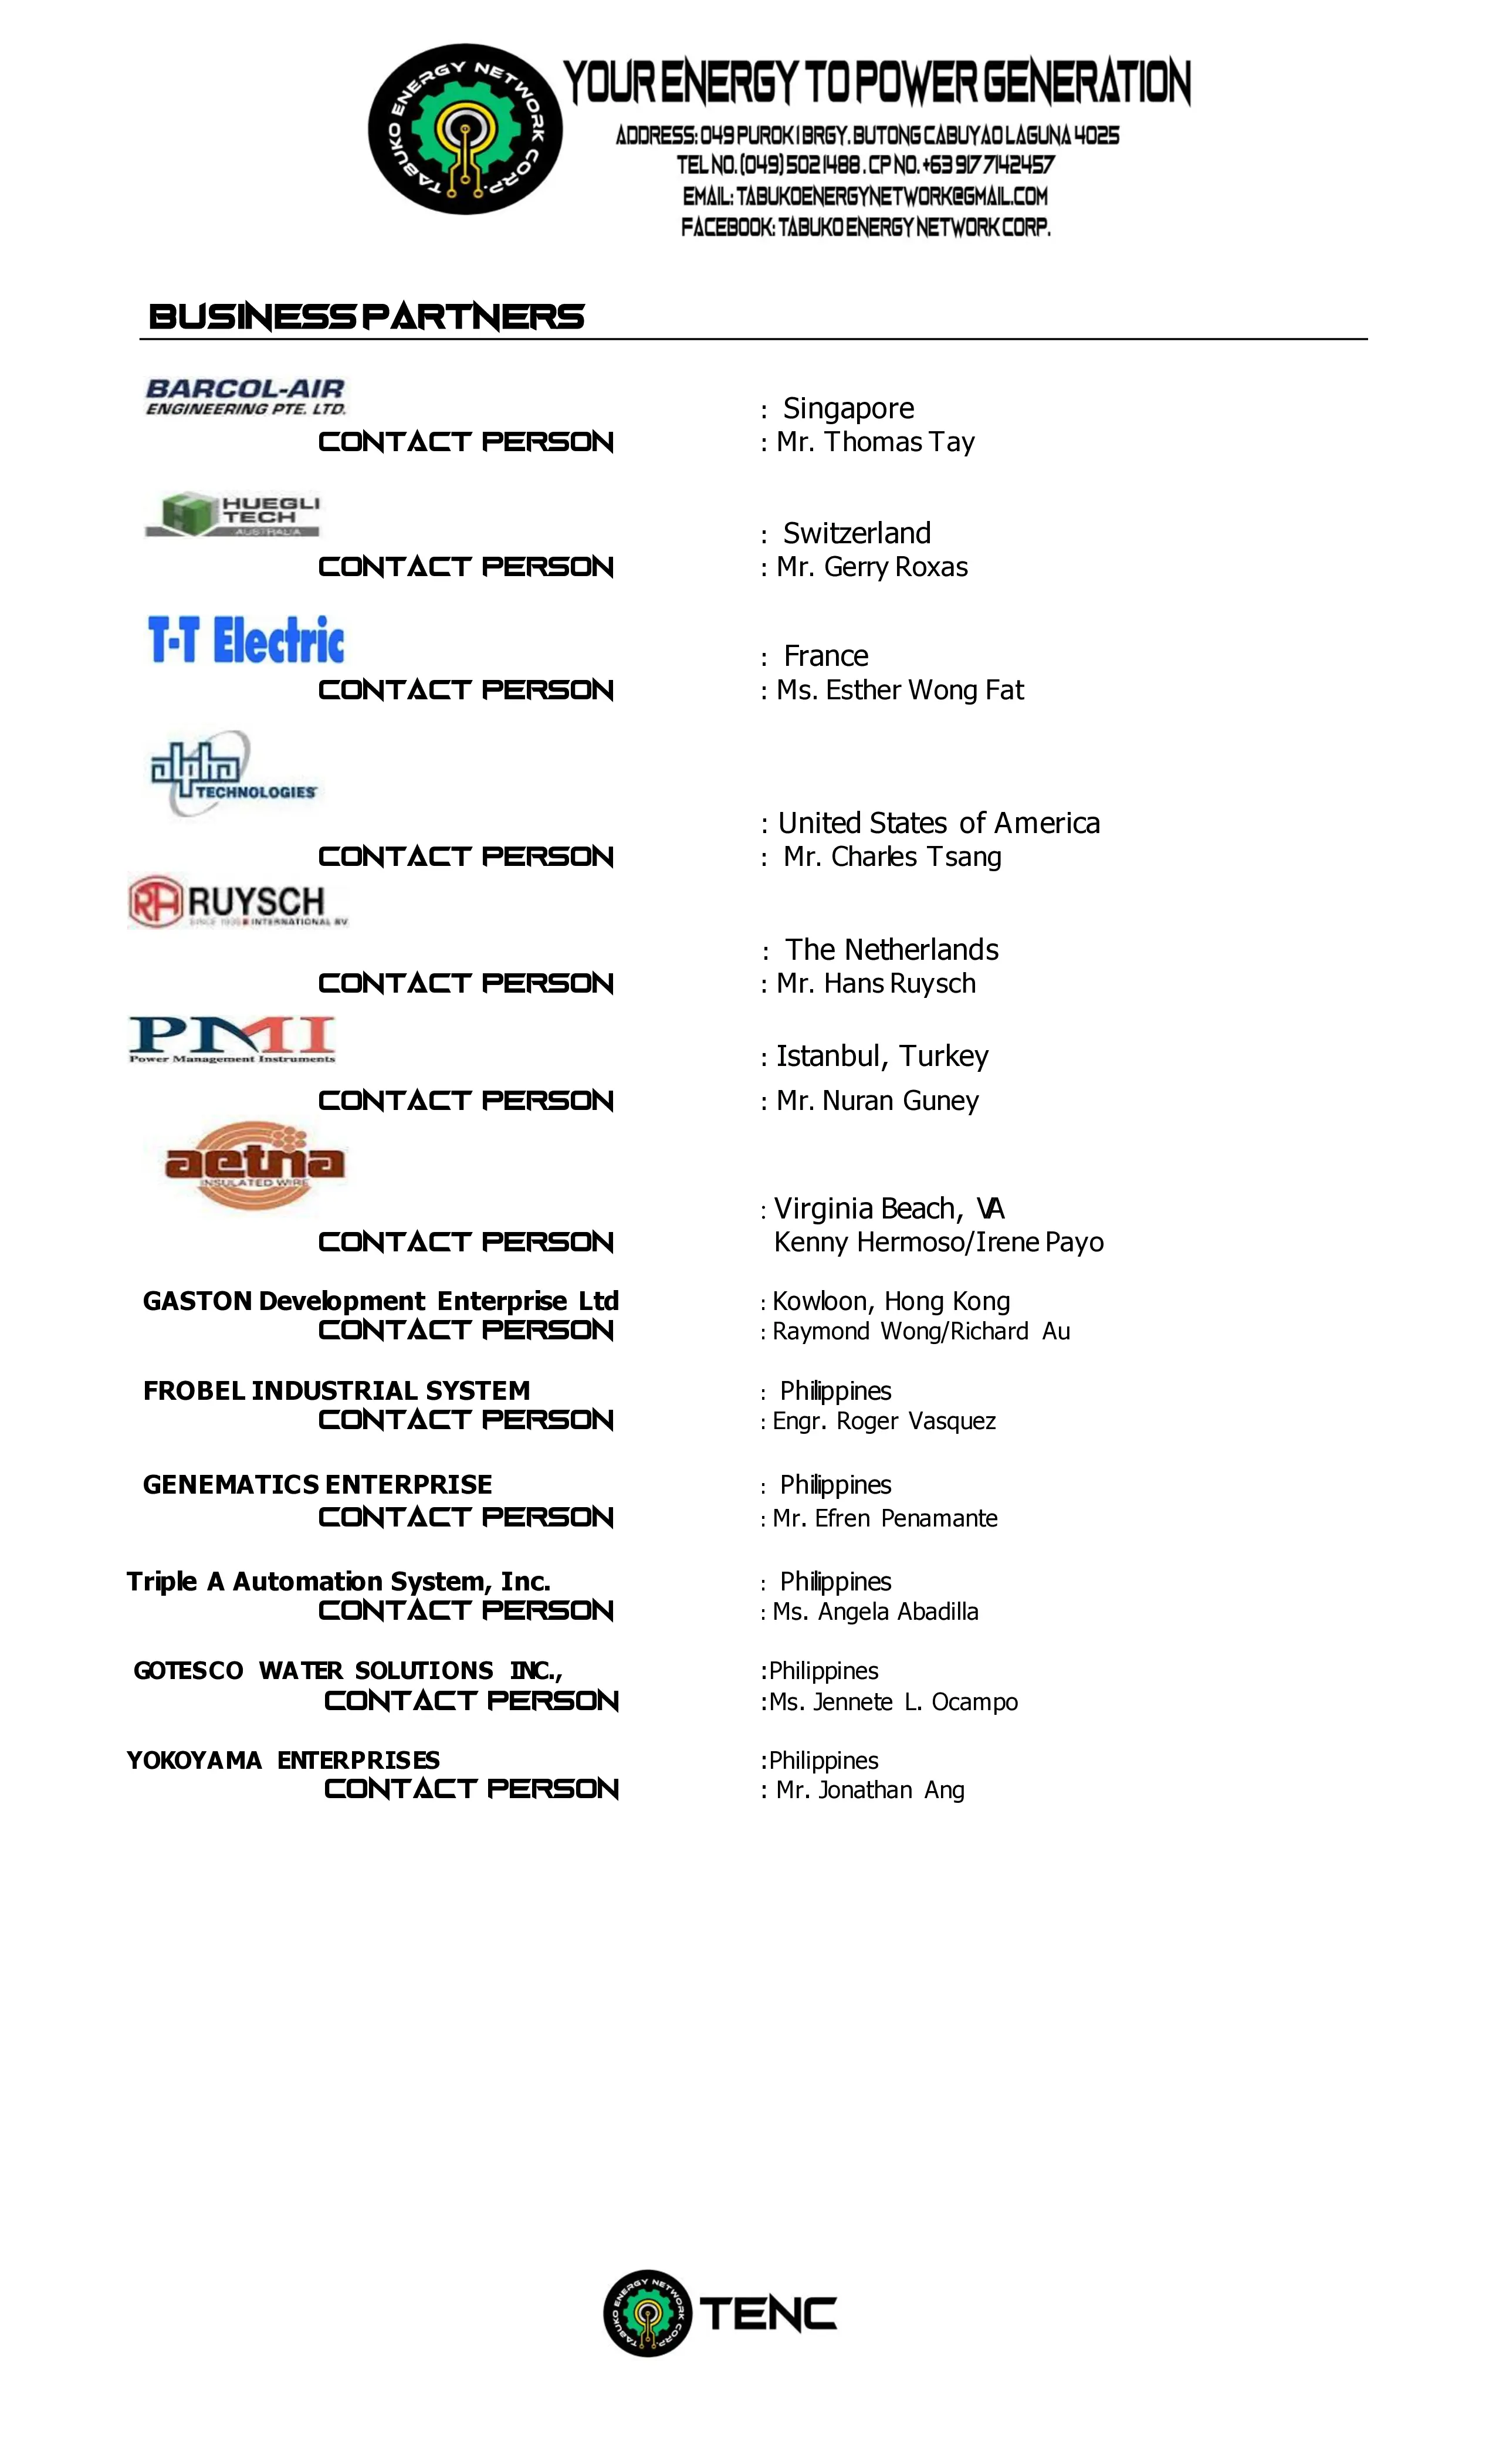 TABUKO ENERGY NETWORK CORP.
YOUR ENERGY TO POWER GENERATION
ADDRESS: 049 PUROK 1 BRGY. BUTONG CABUYAO LAGUNA 4025
TEL NO. (049) 502 1488 . CP NO. +63 917 7142457
EMAIL: TABUKOENERGYNETWORK@GMAIL.COM
FACEBOOK: TABUKO ENERGY NETWORK CORP.
BUSINESS PARTNERS
BARCOL-AIR
ENGINEERING PTE. LTD.
: Singapore
CONTACT PERSON : Mr. Thomas Tay
HUEGLI
TECH
AUSTRALIA
: Switzerland
CONTACT PERSON : Mr. Gerry Roxas
T-T Electric
: France
CONTACT PERSON : Ms. Esther Wong Fat
alpha
TECHNOLOGIES
: United States of America
CONTACT PERSON : Mr. Charles Tsang
RA RUYSCH
SINCE 1935 INTERNATIONAL BV
: The Netherlands
CONTACT PERSON : Mr. Hans Ruysch
PMI
Power Management Instruments
: Istanbul, Turkey
CONTACT PERSON : Mr. Nuran Guney
aetna
INSULATED WIRE
: Virginia Beach, VA
CONTACT PERSON Kenny Hermoso/Irene Payo
GASTON Development Enterprise Ltd : Kowloon, Hong Kong
CONTACT PERSON : Raymond Wong/Richard Au
FROBEL INDUSTRIAL SYSTEM : Philippines
CONTACT PERSON : Engr. Roger Vasquez
GENEMATICS ENTERPRISE : Philippines
CONTACT PERSON : Mr. Efren Penamante
Triple A Automation System, Inc. : Philippines
CONTACT PERSON : Ms. Angela Abadilla
GOTESCO WATER SOLUTIONS INC., :Philippines
CONTACT PERSON :Ms. Jennete L. Ocampo
YOKOYAMA ENTERPRISES :Philippines
CONTACT PERSON : Mr. Jonathan Ang
TABUKO ENERGY NETWORK CORP.
TENC